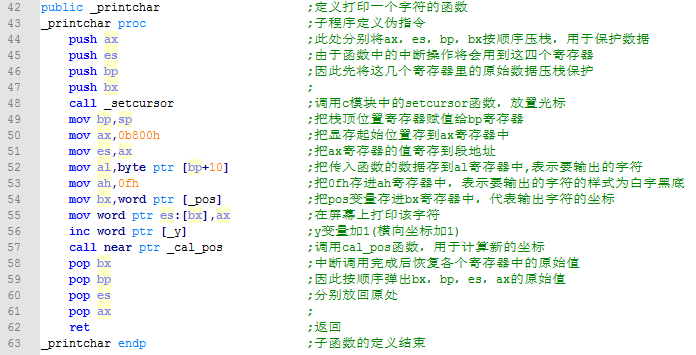 42 public _printchar ;定义打印一个字符的函数
43 _printchar proc ;子程序定义伪指令
44 push ax ;此处分别将ax，es，bp，bx按顺序压栈，用于保护数据
45 push es ;由于函数中的中断操作将会用到这四个寄存器
46 push bp ;因此先将这几个寄存器里的原始数据压栈保护
47 push bx ;
48 call _setcursor ;调用c模块中的setcursor函数，放置光标
49 mov bp,sp ;把栈顶位置寄存器赋值给bp寄存器
50 mov ax,0b800h ;把显存起始位置存到ax寄存器中
51 mov es,ax ;把ax寄存器的值寄存到段地址
52 mov al,byte ptr [bp+10] ;把传入函数的数据存到al寄存器中,表示要输出的字符
53 mov ah,0fh ;把0fh存进ah寄存器中，表示要输出的字符的样式为白字黑底
54 mov bx,word ptr [_pos] ;把pos变量存进bx寄存器中，代表输出字符的坐标
55 mov word ptr es:[bx],ax ;在屏幕上打印该字符
56 inc word ptr [_y] ;y变量加1(横向坐标加1)
57 call near ptr _cal_pos ;调用cal_pos函数，用于计算新的坐标
58 pop bx ;中断调用完成后恢复各个寄存器中的原始值
59 pop bp ;因此按顺序弹出bx，bp，es，ax的原始值
60 pop es ;分别放回原处
61 pop ax ;
62 ret ;返回
63 _printchar endp ;子函数的定义结束